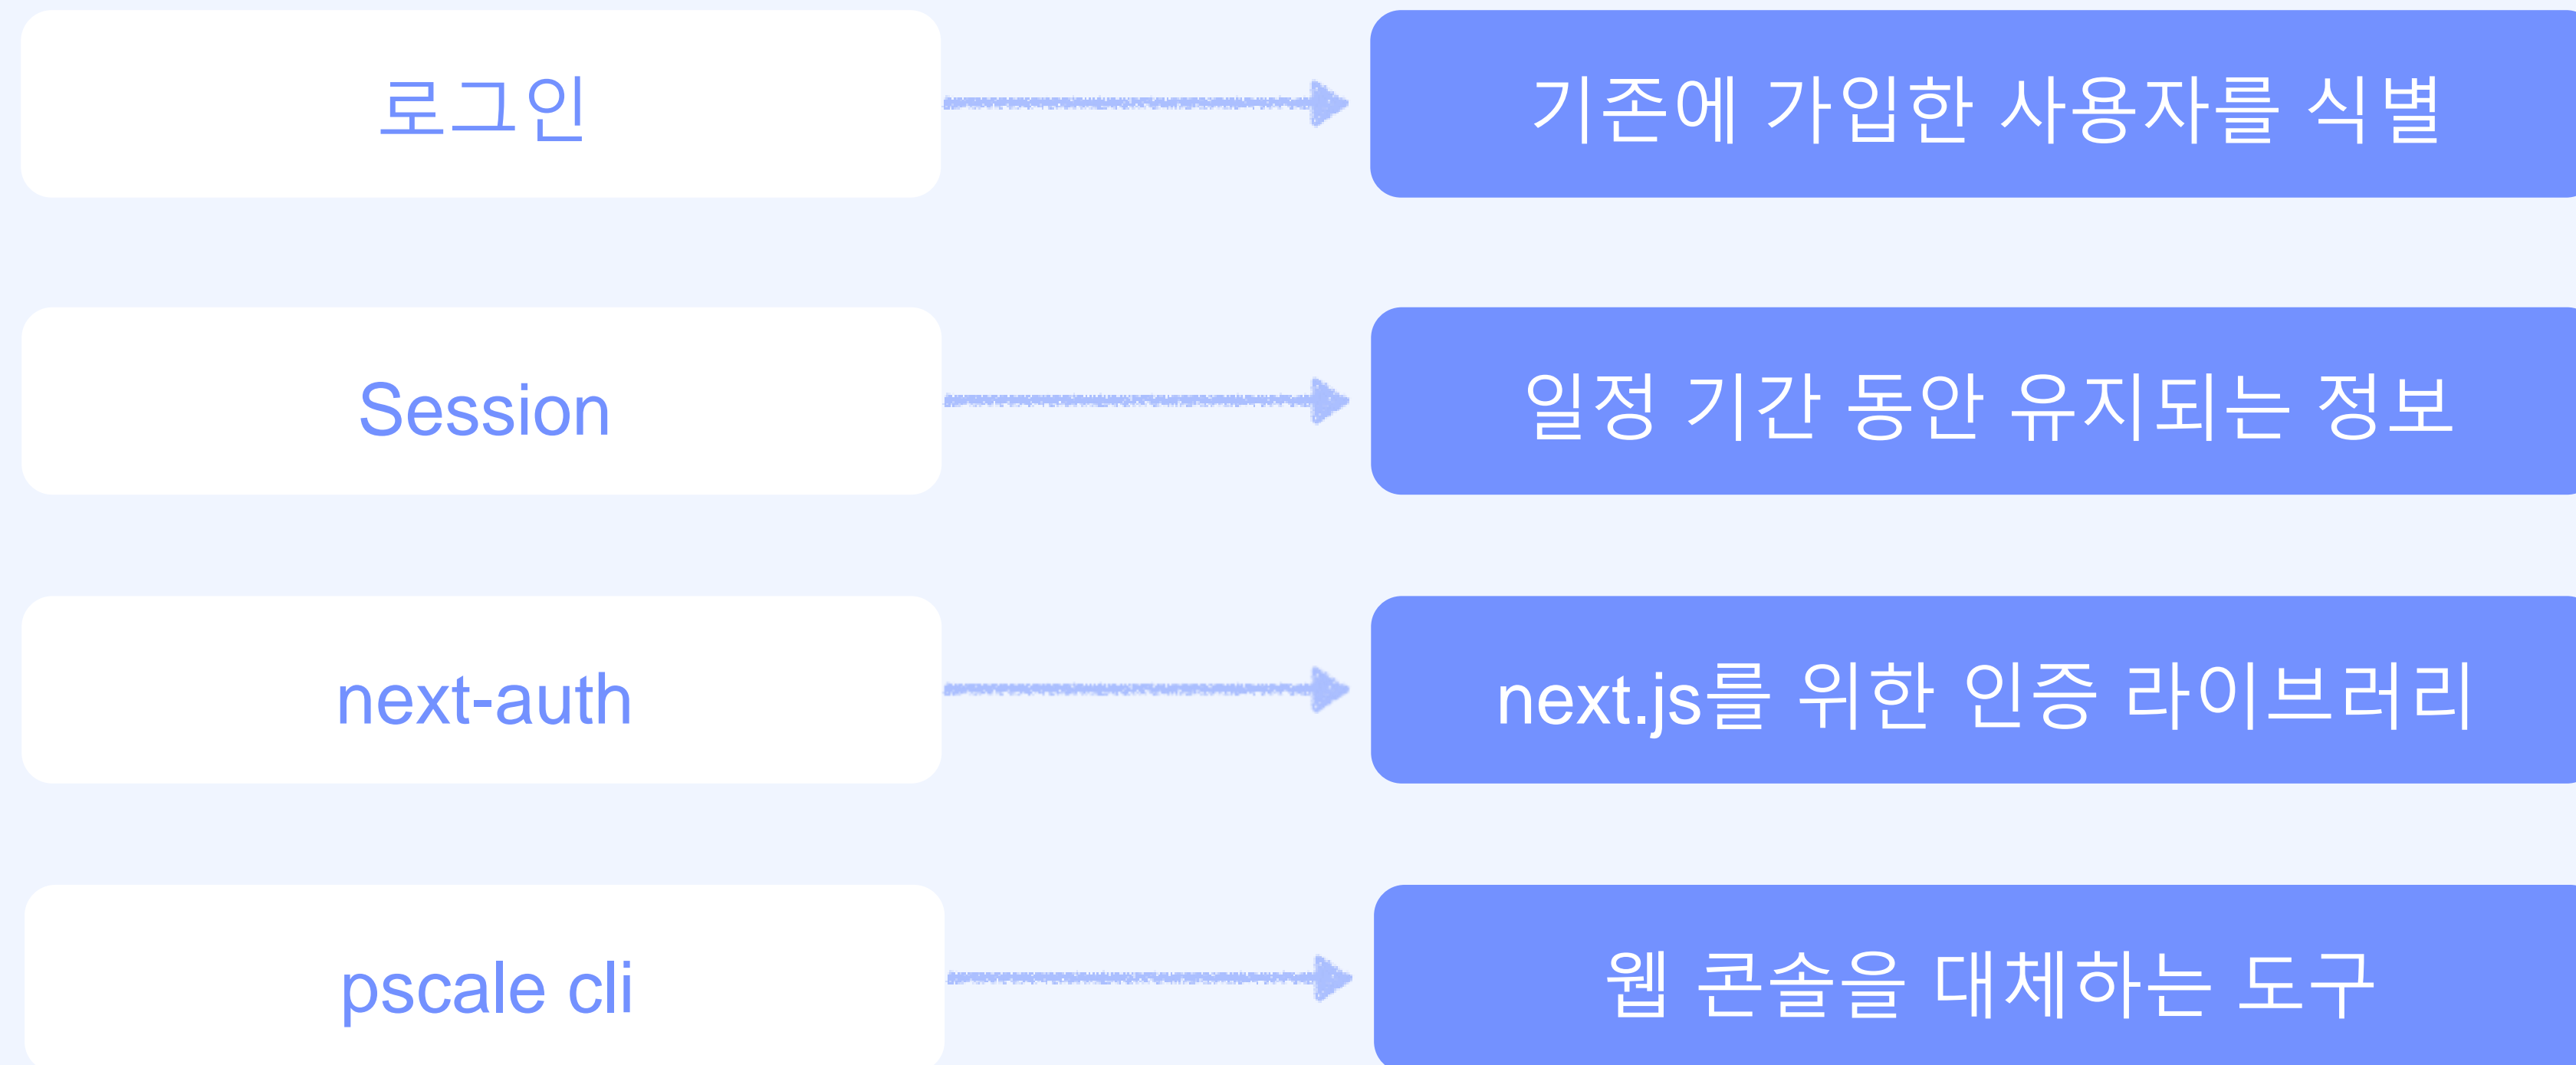 로그인
기존에 가입한 사용자를 식별
Session
일정 기간 동안 유지되는 정보
next-auth
next.js를 위한 인증 라이브러리
pscale cli
웹 콘솔을 대체하는 도구